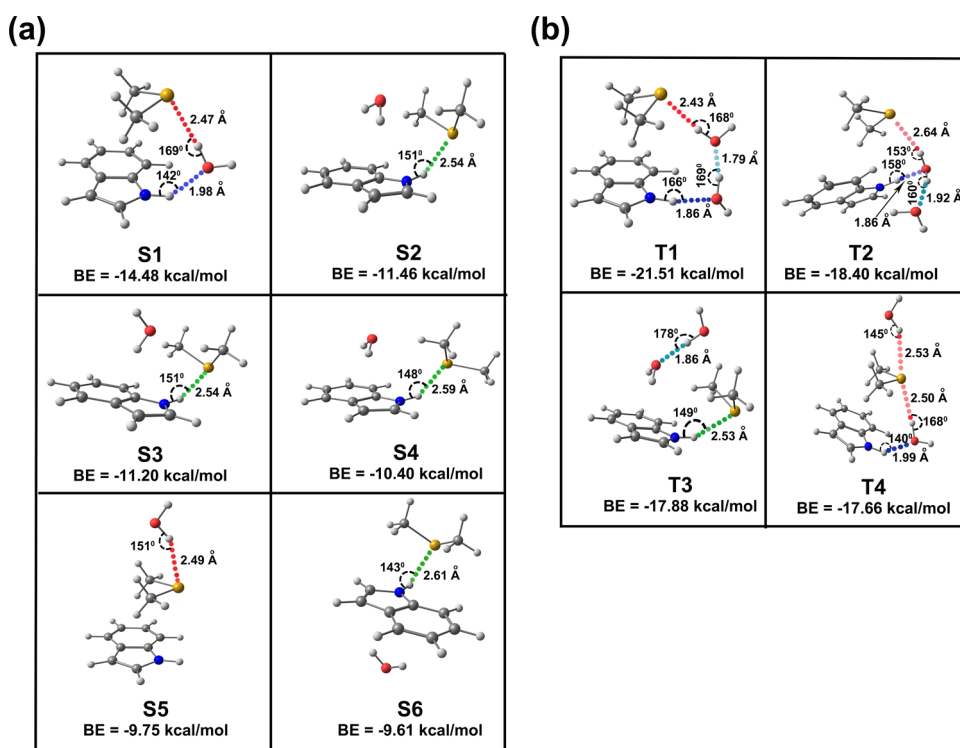 (a)
(b)
2.47 Å
169⁰
142⁰
1.98 Å
S1
BE = -14.48 kcal/mol
151⁰
2.54 Å
S2
BE = -11.46 kcal/mol
151⁰
2.54 Å
S3
BE = -11.20 kcal/mol
148⁰
2.59 Å
S4
BE = -10.40 kcal/mol
151⁰
2.49 Å
S5
BE = -9.75 kcal/mol
143⁰
2.61 Å
S6
BE = -9.61 kcal/mol
2.43 Å
168⁰
1.79 Å
169⁰
166⁰
1.86 Å
T1
BE = -21.51 kcal/mol
2.64 Å
153⁰
158⁰
160⁰
1.92 Å
1.86 Å
T2
BE = -18.40 kcal/mol
178⁰
1.86 Å
149⁰
2.53 Å
T3
BE = -17.88 kcal/mol
145⁰
2.53 Å
2.50 Å
168⁰
140⁰
1.99 Å
T4
BE = -17.66 kcal/mol